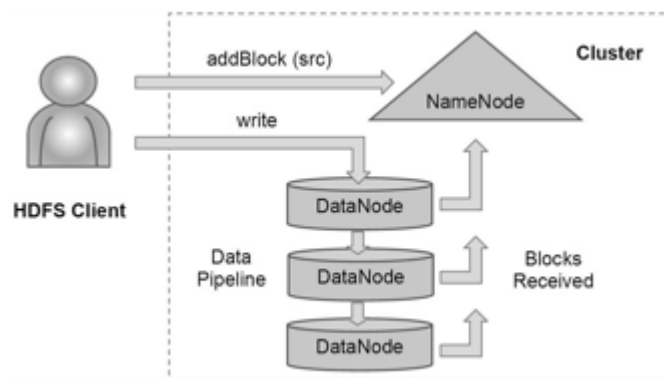 addBlock (src)
Cluster
NameNode
write
HDFS Client
DataNode
Data
Pipeline
DataNode
Blocks
Received
DataNode